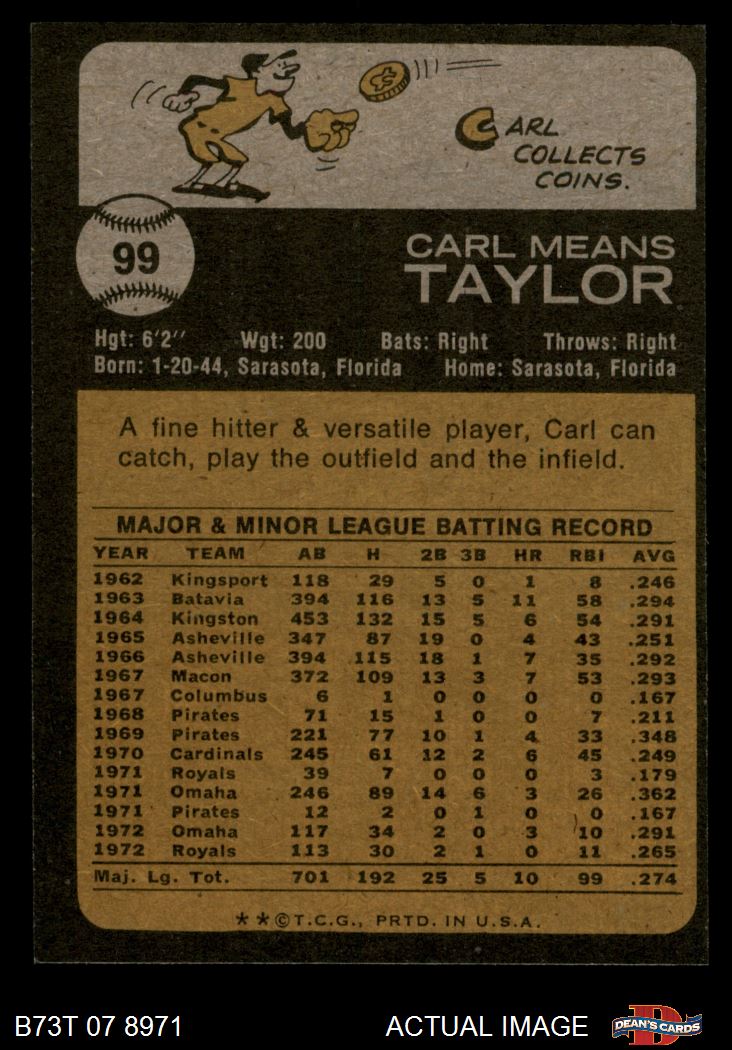 CARL
COLLECTS
COINS.
99
CARL MEANS
TAYLOR
Hgt: 6'2" Wgt: 200 Bats: Right Throws: Right
Born: 1-20-44, Sarasota, Florida Home: Sarasota, Florida
A fine hitter & versatile player, Carl can
catch, play the outfield and the infield.
MAJOR & MINOR LEAGUE BATTING RECORD
YEAR TEAM AB H 2B 3B HR RBI AVG
1962 Kingsport 118 29 5 0 1 8 .246
1963 Batavia 394 116 13 5 11 58 .294
1964 Kingston 453 132 15 5 6 54 .291
1965 Asheville 347 87 19 0 4 43 .251
1966 Asheville 394 115 18 1 7 35 .292
1967 Macon 372 109 13 3 7 53 .293
1967 Columbus 6 1 0 0 0 0 .167
1968 Pirates 71 15 1 0 0 7 .211
1969 Pirates 221 77 10 1 4 33 .348
1970 Cardinals 245 61 12 2 6 45 .249
1971 Royals 39 7 0 0 0 3 .179
1971 Omaha 246 89 14 6 3 26 .362
1971 Pirates 12 2 0 1 0 0 .167
1972 Omaha 117 34 2 0 3 10 .291
1972 Royals 113 30 2 1 0 11 .265
Maj. Lg. Tot. 701 192 25 5 10 99 .274
**©T.C.G., PRTD. IN U.S.A.
B73T 07 8971 ACTUAL IMAGE D DEAN'S CARDS